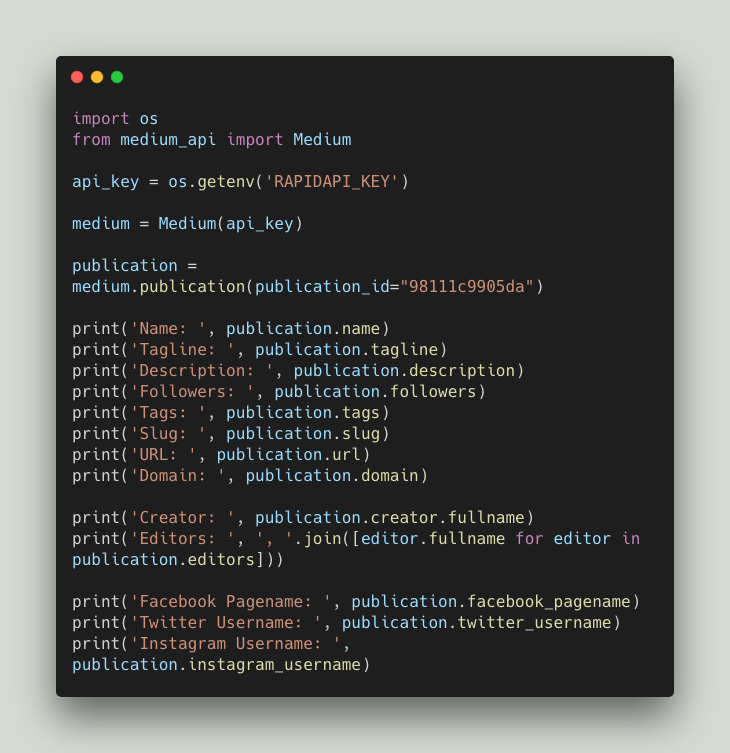 import os
from medium_api import Medium
api_key = os.getenv('RAPIDAPI_KEY')
medium = Medium(api_key)
publication =
medium.publication(publication_id="98111c9905da")
print('Name: ', publication.name)
print('Tagline: ', publication.tagline)
print('Description: ', publication.description)
print('Followers: ', publication.followers)
print('Tags: ', publication.tags)
print('Slug: ', publication.slug)
print('URL: ', publication.url)
print('Domain: ', publication.domain)
print('Creator: ', publication.creator.fullname)
print('Editors: ', ', '.join([editor.fullname for editor in
publication.editors]))
print('Facebook Pagename: ', publication.facebook_pagename)
print('Twitter Username: ', publication.twitter_username)
print('Instagram Username: ',
publication.instagram_username)